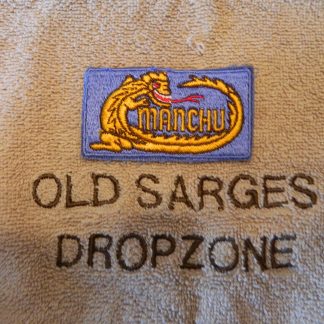 MANCHU
OLD SARGES
DROPZONE